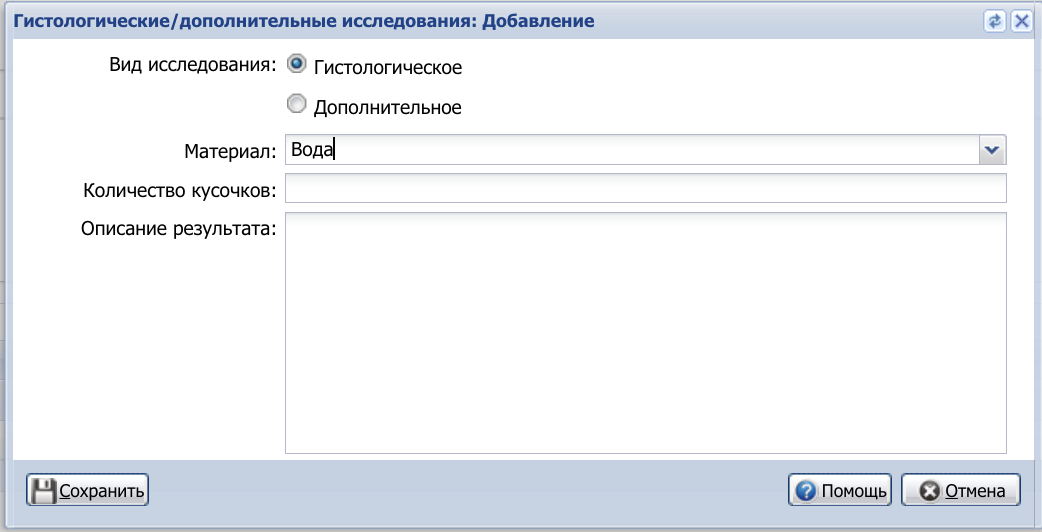 Гистологические/дополнительные исследования: Добавление
Вид исследования: Гистологическое
Дополнительное
Материал: Вода
Количество кусочков:
Описание результата:
Сохранить Помощь Отмена